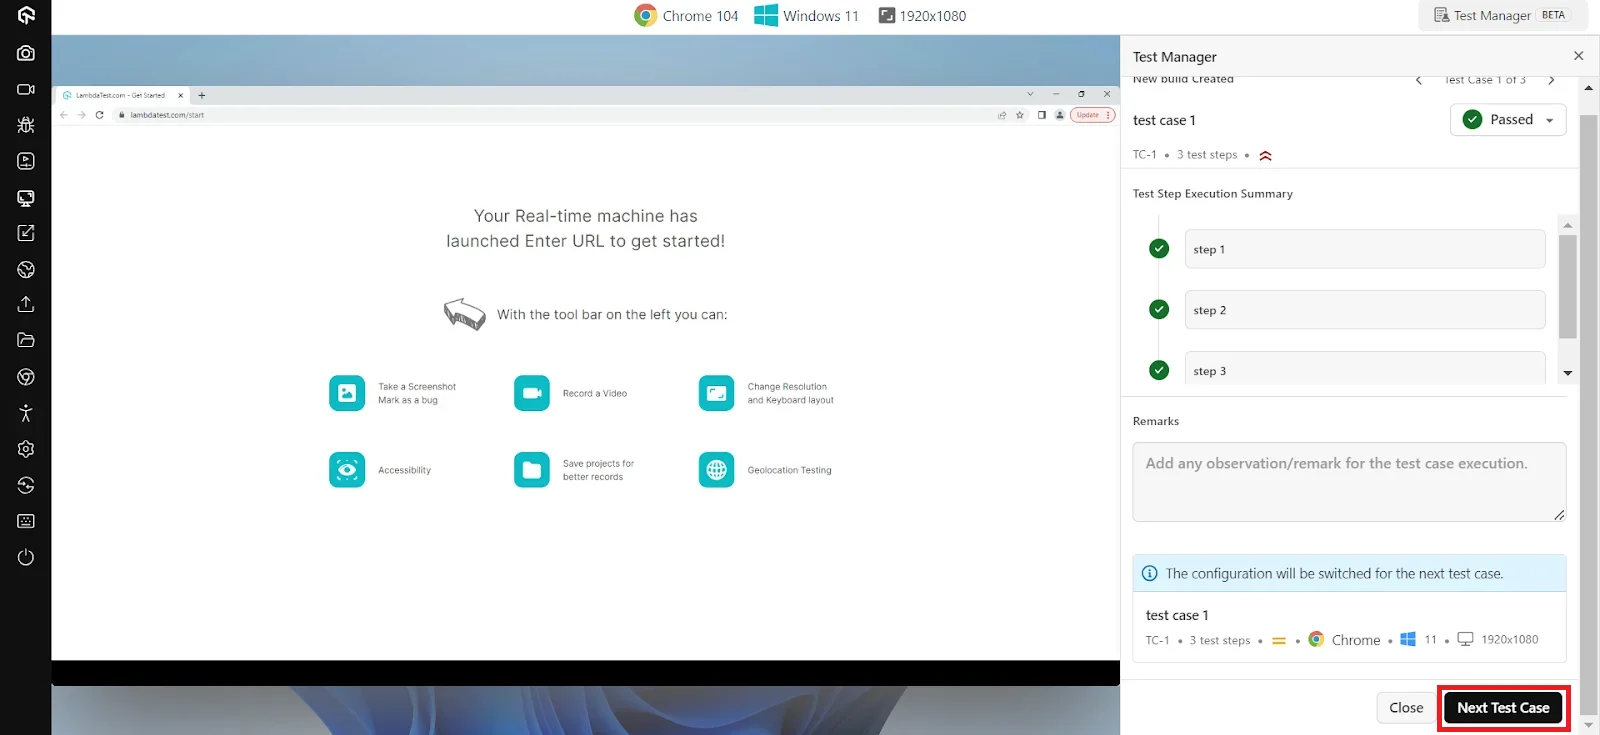 Chrome 104 Windows 11 1920x1080
Test Manager BETA
LambdaTest.com - Get Started
lambdatest.com/start
Update
Your Real-time machine has
launched Enter URL to get started!
With the tool bar on the left you can:
Take a Screenshot
Mark as a bug
Record a Video
Change Resolution
and Keyboard layout
Accessibility
Save projects for
better records
Geolocation Testing
Test Manager
New build Created
Test Case 1 of 3
test case 1
Passed
TC-1 • 3 test steps •
Test Step Execution Summary
step 1
step 2
step 3
Remarks
Add any observation/remark for the test case execution.
The configuration will be switched for the next test case.
test case 1
TC-1 • 3 test steps • • Chrome • 11 • 1920x1080
Close
Next Test Case